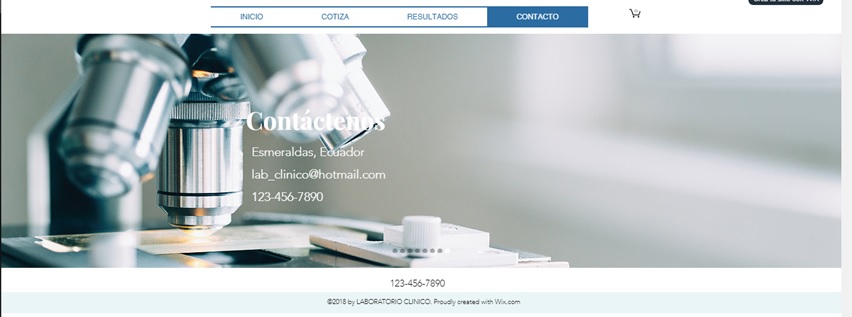 INICIO COTIZA RESULTADOS CONTACTO
Contáctenos
Esmeraldas, Ecuador
lab_clinico@hotmail.com
123-456-7890
123-456-7890
©2018 by LABORATORIO CLINICO. Proudly created with Wix.com